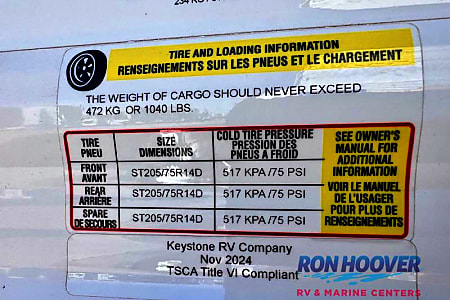 TIRE AND LOADING INFORMATION
RENSEIGNEMENTS SUR LES PNEUS ET LE CHARGEMENT
THE WEIGHT OF CARGO SHOULD NEVER EXCEED
472 KG. OR 1040 LBS.
TIRE
PNEU
SIZE
DIMENSIONS
COLD TIRE PRESSURE
PRESSION DES
PNEUS A FROID
FRONT
AVANT
ST205/75R14D
517 KPA /75 PSI
REAR
ARRIÈRE
ST205/75R14D
517 KPA /75 PSI
SPARE
DE SECOURS
ST205/75R14D
517 KPA /75 PSI
SEE OWNER'S
MANUAL FOR
ADDITIONAL
INFORMATION
VOIR LE MANUEL
DE L'USAGER
POUR PLUS DE
RENSEIGNEMENTS
Keystone RV Company
Nov 2024
TSCA Title VI Compliant
RON HOOVER
RV & MARINE CENTERS